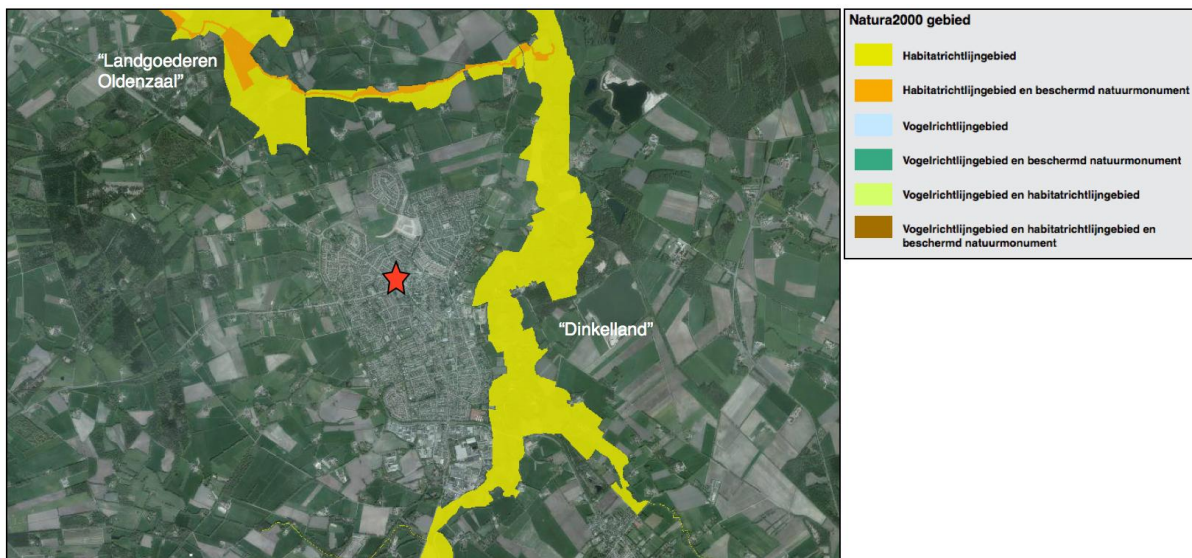 "Landgoederen
Oldenzaal"
"Dinkelland"
Natura2000 gebied
Habitatrichtlijngebied
Habitatrichtlijngebied en beschermd natuurmonument
Vogelrichtlijngebied
Vogelrichtlijngebied en beschermd natuurmonument
Vogelrichtlijngebied en habitatrichtlijngebied
Vogelrichtlijngebied en habitatrichtlijngebied en
beschermd natuurmonument